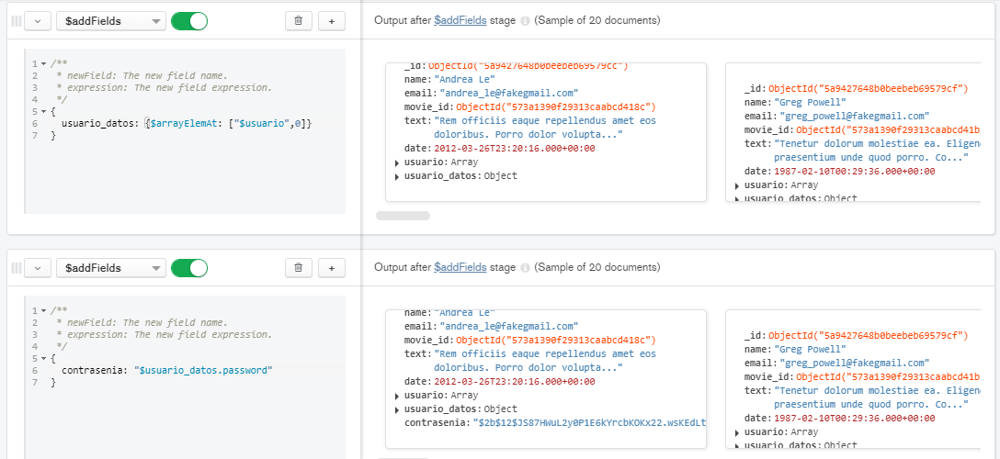 $addFields
Output after $addFields stage (Sample of 20 documents)
1 /**
2 * newField: The new field name.
3 * expression: The new field expression.
4 */
5 {
6 usuario_datos: {$arrayElemAt: ["$usuario",0]}
7 }
_id: ObjectId("5a9427648b0beebeb69579cc")
name: "Andrea Le"
email: "andrea_le@fakegmail.com"
movie_id: ObjectId("573a1390f29313caabcd418c")
text: "Rem officiis eaque repellendus amet eos
doloribus. Porro dolor volupta..."
date: 2012-03-26T23:20:16.000+00:00
usuario: Array
usuario_datos: Object
_id: ObjectId("5a9427648b0beebeb69579cf")
name: "Greg Powell"
email: "greg_powell@fakegmail.com"
movie_id: ObjectId("573a1390f29313caabcd41b
text: "Tenetur dolorum molestiae ea. Eligen
praesentium unde quod porro. Co..."
date: 1987-02-10T00:29:36.000+00:00
usuario: Array
usuario_datos: Object
$addFields
Output after $addFields stage (Sample of 20 documents)
1 /**
2 * newField: The new field name.
3 * expression: The new field expression.
4 */
5 {
6 contrasenia: "$usuario_datos.password"
7 }
name: "Andrea Le"
email: "andrea_le@fakegmail.com"
movie_id: ObjectId("573a1390f29313caabcd418c")
text: "Rem officiis eaque repellendus amet eos
doloribus. Porro dolor volupta..."
date: 2012-03-26T23:20:16.000+00:00
usuario: Array
usuario_datos: Object
contrasenia: "$2b$12$JS87HWuL2y0P1E6kYrcbKOKx22.wsKEdLt
_id: ObjectId("5a9427648b0beebeb69579cf")
name: "Greg Powell"
email: "greg_powell@fakegmail.com"
movie_id: ObjectId("573a1390f29313caabcd41b
text: "Tenetur dolorum molestiae ea. Eligen
praesentium unde quod porro. Co..."
date: 1987-02-10T00:29:36.000+00:00
usuario: Array
usuario_datos: Object